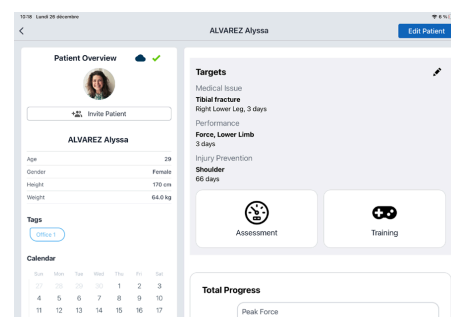 10:18 Lundi 26 décembre
6 %
ALVAREZ Alyssa
Edit Patient
Patient Overview
Invite Patient
ALVAREZ Alyssa
Age 29
Gender Female
Height 170 cm
Weight 64.0 kg
Tags
Office 1
Calendar
Sun Mon Tue Wed Thu Fri Sat
27 28 29 30 1 2 3
4 5 6 7 8 9 10
11 12 13 14 15 16 17
Targets
Medical Issue
Tibial fracture
Right Lower Leg, 3 days
Performance
Force, Lower Limb
3 days
Injury Prevention
Shoulder
66 days
Assessment
Training
Total Progress
Peak Force